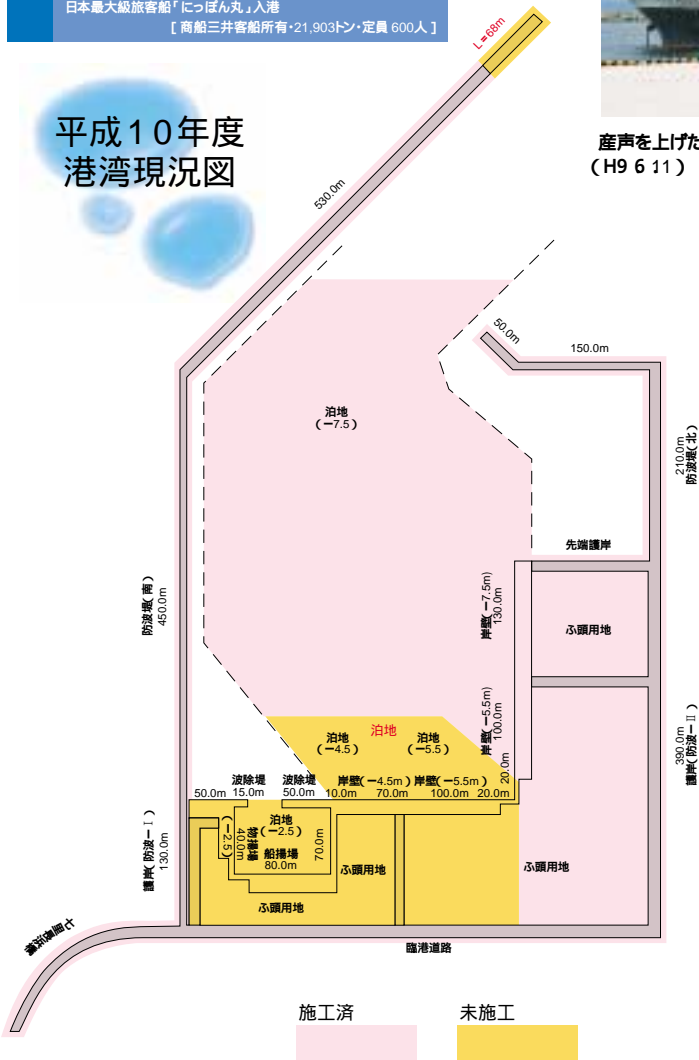 日本最大級旅客船「にっぽん丸」入港
[ 商船三井客船所有・21,903トン・定員 600人 ]
平成10年度
港湾現況図
産声を上げた
（H9 6 11）
L=68m
530.0m
50.0m
150.0m
泊地
（−7.5）
210.0m
防波堤(北)
先端護岸
防波堤(南)
450.0m
岸壁(−7.5m)
130.0m
ふ頭用地
岸壁(−5.5m)
100.0m
390.0m
護岸(防波−Ⅱ)
泊地
（−4.5）
泊地
泊地
（−5.5）
20.0m
波除堤
波除堤
岸壁（−4.5m）
岸壁（−5.5m）
50.0m
15.0m
50.0m
10.0m
70.0m
100.0m
20.0m
泊地
（−2.5）
物揚場
（−2.5）
40.0m
70.0m
船揚場
80.0m
護岸(防波−Ⅰ)
130.0m
ふ頭用地
ふ頭用地
ふ頭用地
臨港道路
施工済
未施工